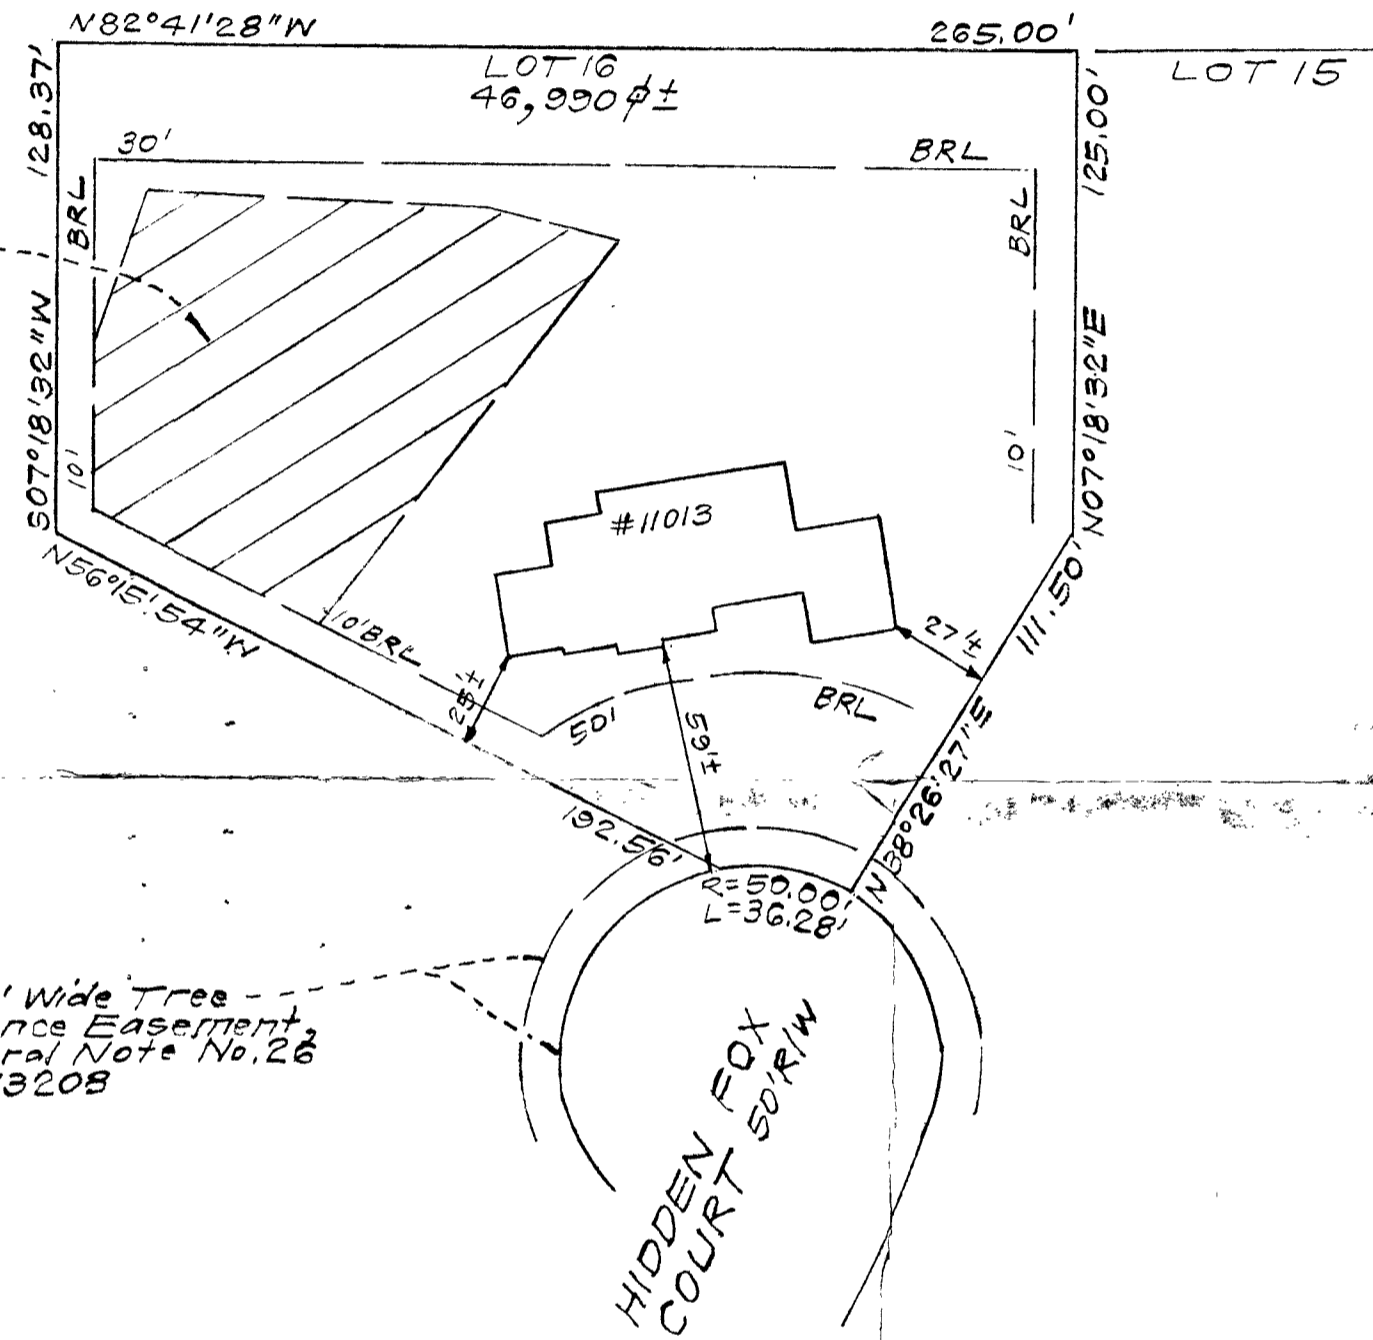 N82°41'28"W 265.00'
LOT 16
46,990 ⌀±
LOT 15
128.37'
S07°18'32"W
125.00'
N07°18'32"E
30' BRL
BRL
10'
BRL
10'
#11013
N56°15'54"W
192.56'
10' BRL
25'±
50' BRL
65'±
27'±
111.50'
N38°26'27"E
R=50.00'
L=36.28'
' Wide Tree
nce Easement,
ral Note No.26
3208
HIDDEN FOX
COURT 50'R/W